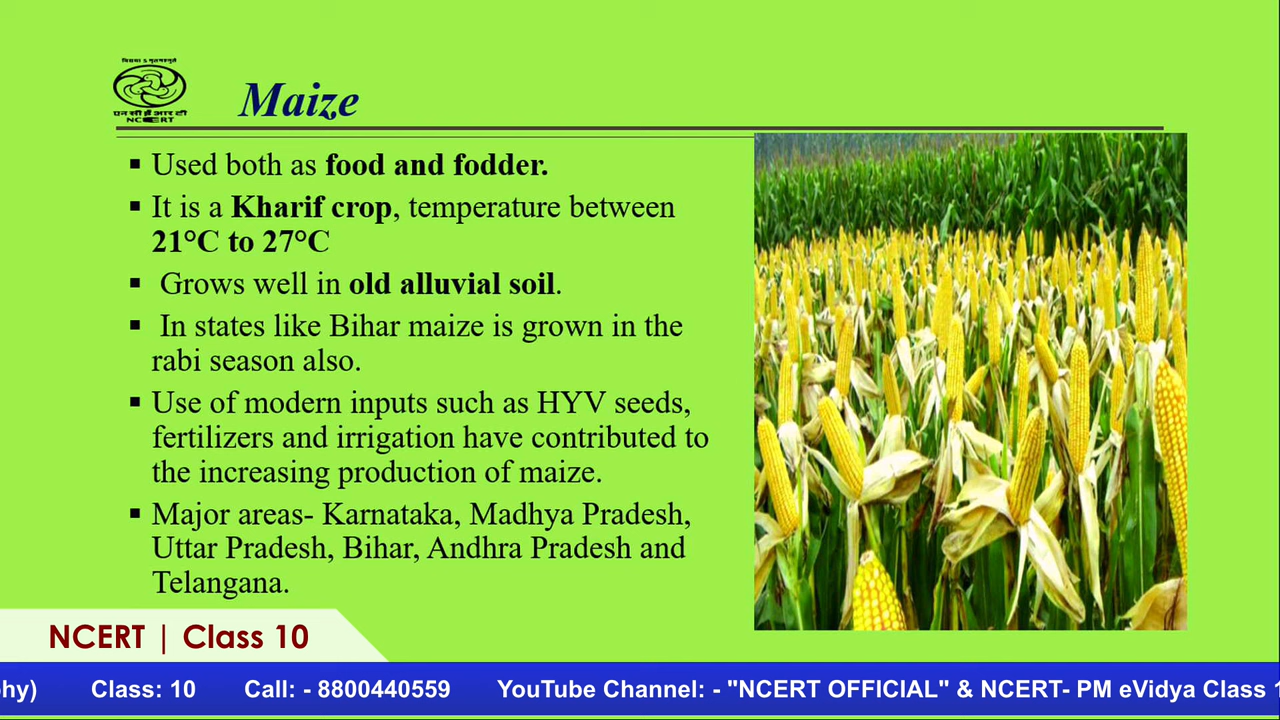 एन सी ई आर टी
NCERT
Maize
▪ Used both as food and fodder.
▪ It is a Kharif crop, temperature between
21°C to 27°C
▪ Grows well in old alluvial soil.
▪ In states like Bihar maize is grown in the
rabi season also.
▪ Use of modern inputs such as HYV seeds,
fertilizers and irrigation have contributed to
the increasing production of maize.
▪ Major areas- Karnataka, Madhya Pradesh,
Uttar Pradesh, Bihar, Andhra Pradesh and
Telangana.
NCERT | Class 10
hy) Class: 10 Call: - 8800440559 YouTube Channel: - "NCERT OFFICIAL" & NCERT- PM eVidya Class 1